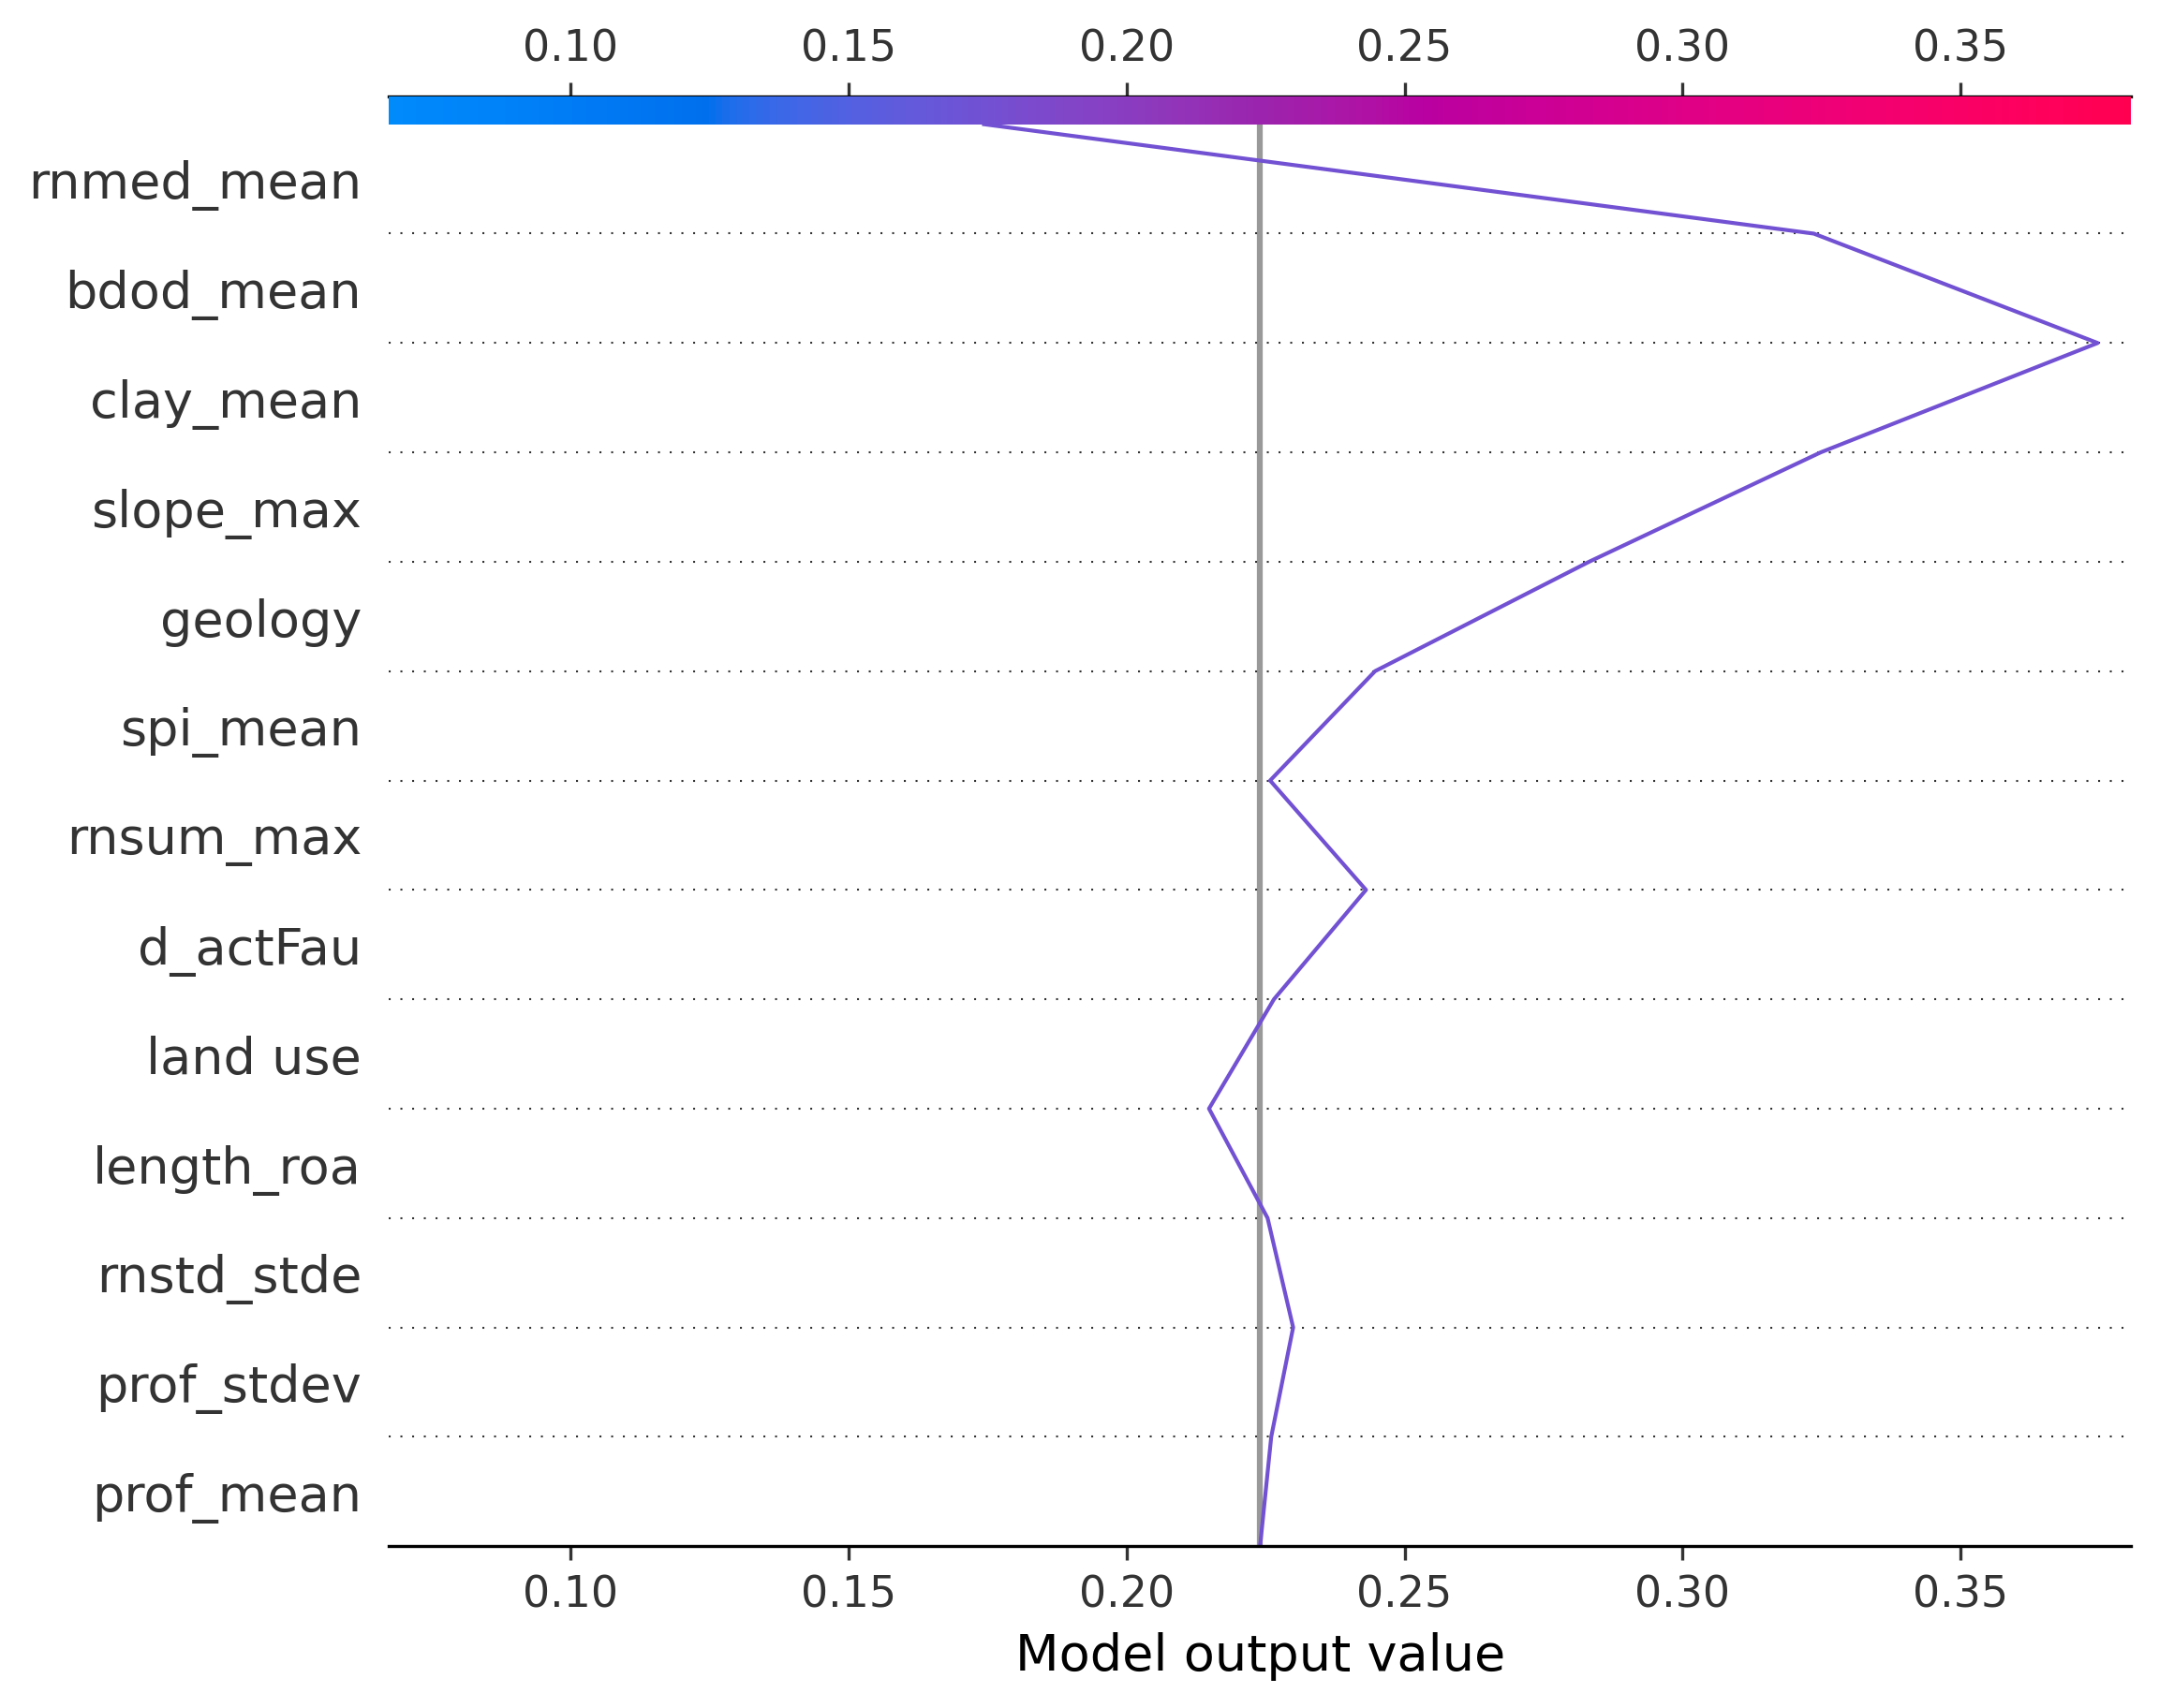 0.10 0.15 0.20 0.25 0.30 0.35
rnmed_mean
bdod_mean
clay_mean
slope_max
geology
spi_mean
rnsum_max
d_actFau
land use
length_roa
rnstd_stde
prof_stdev
prof_mean
0.10 0.15 0.20 0.25 0.30 0.35
Model output value